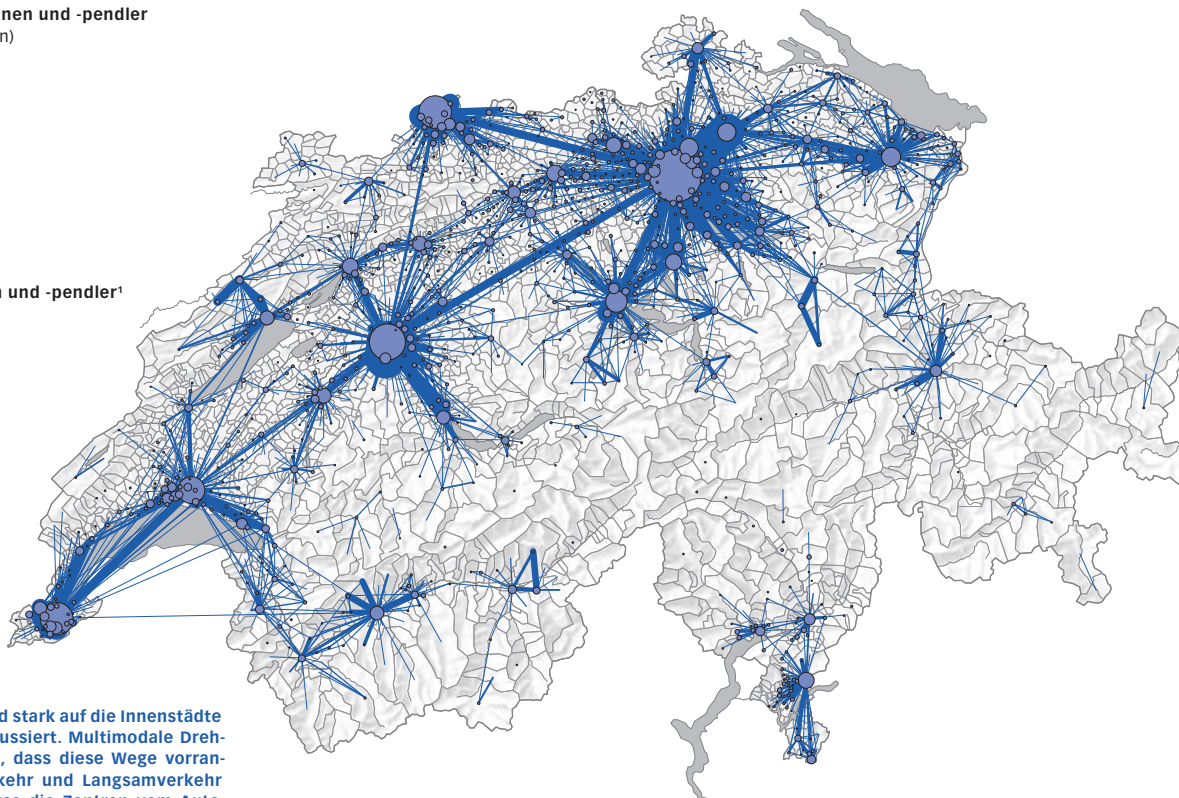 nen und -pendler
n)
n und -pendler¹
d stark auf die Innenstädte
ussiert. Multimodale Dreh-
, dass diese Wege vorran-
kehr und Langsamverkehr